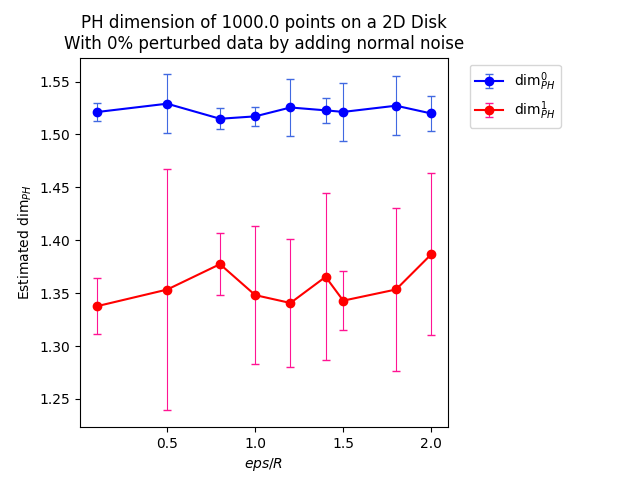 PH dimension of 1000.0 points on a 2D Disk
With 0% perturbed data by adding normal noise
dim⁰PH
dim¹PH
Estimated dimPH
1.55
1.50
1.45
1.40
1.35
1.30
1.25
0.5 1.0 1.5 2.0
eps/R